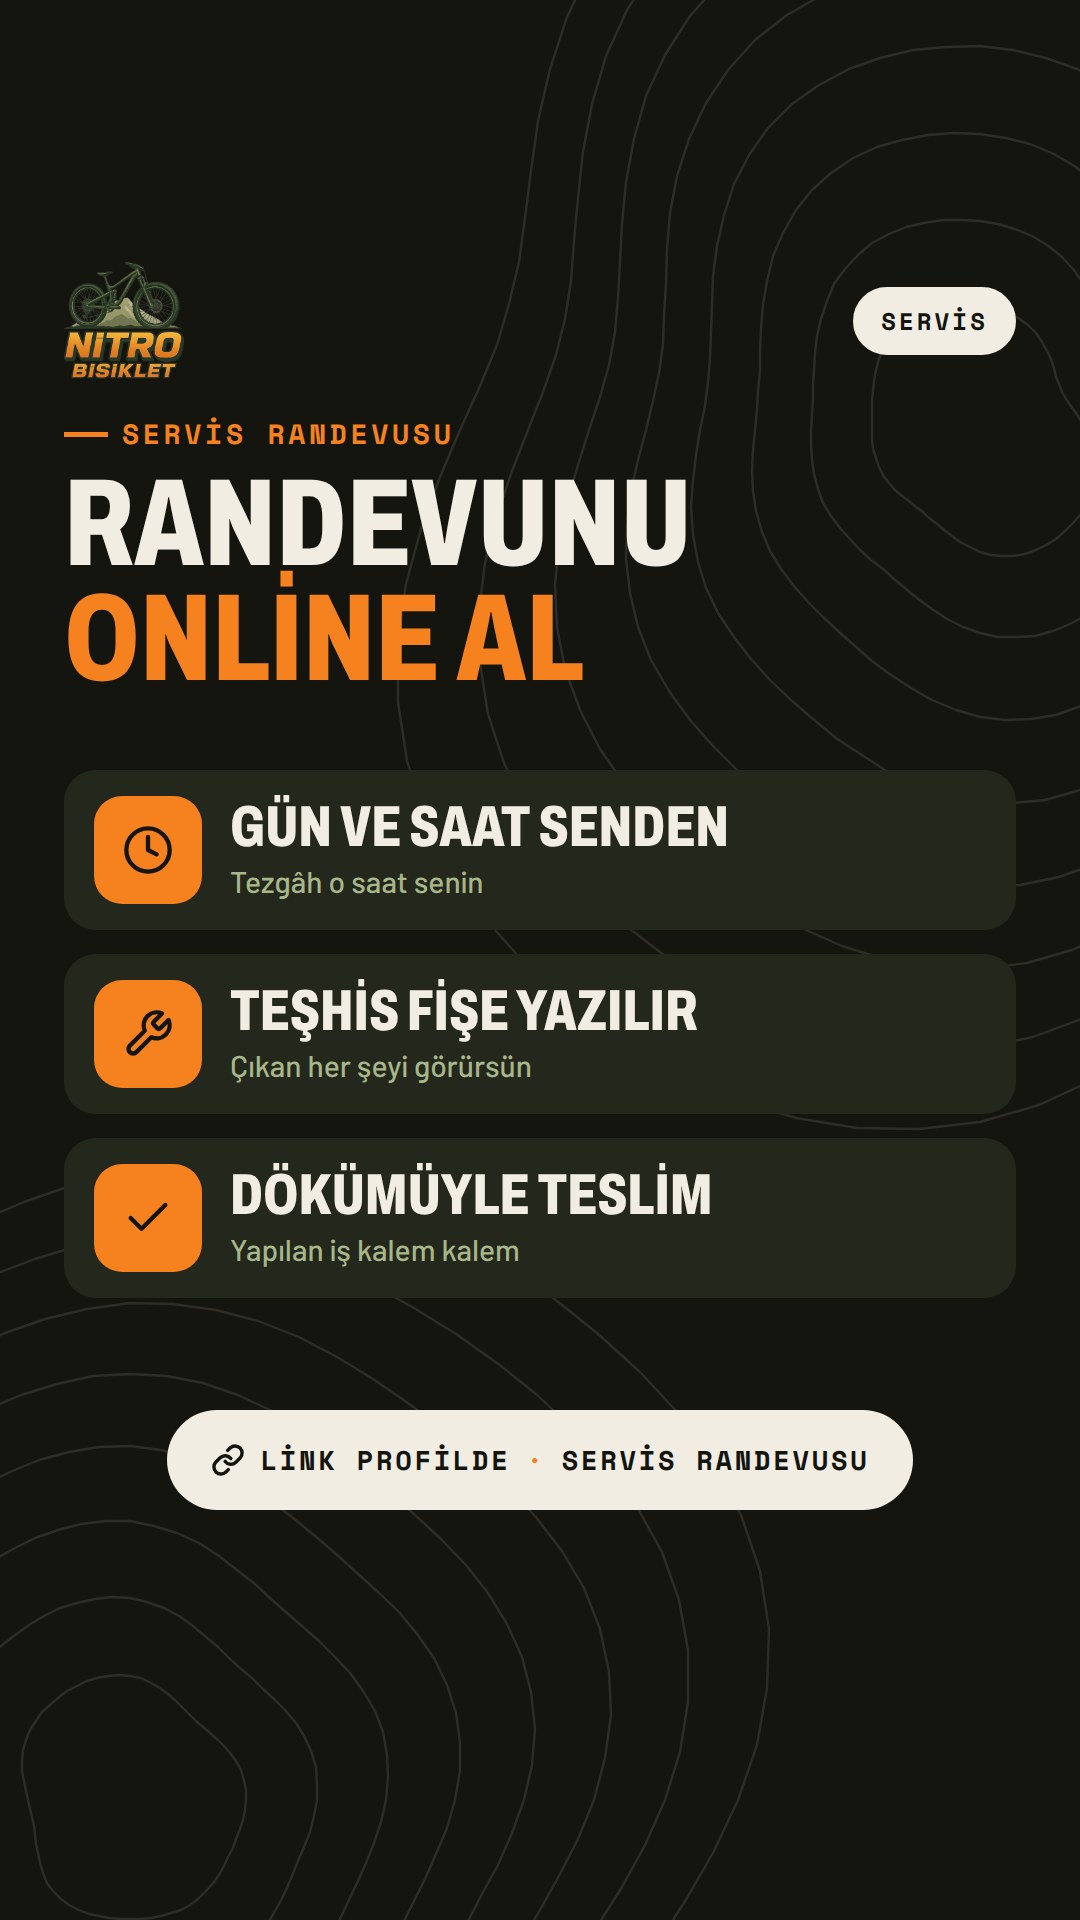 NiTRO
BiSiKLET
SERVİS
SERVİS RANDEVUSU
RANDEVUNU
ONLİNE AL
GÜN VE SAAT SENDEN
Tezgâh o saat senin
TEŞHİS FİŞE YAZILIR
Çıkan her şeyi görürsün
DÖKÜMÜYLE TESLİM
Yapılan iş kalem kalem
LİNK PROFİLDE · SERVİS RANDEVUSU